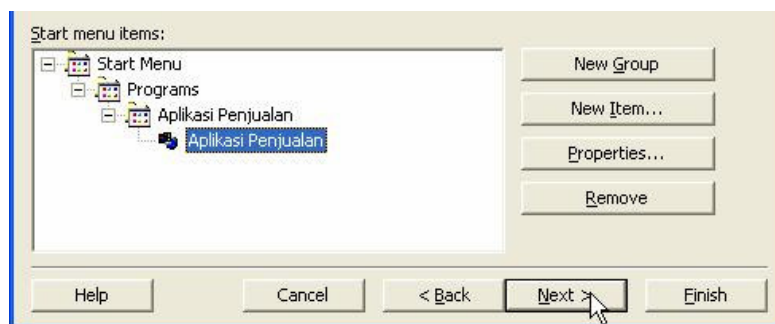 Start menu items:
Start Menu
Programs
Aplikasi Penjualan
Aplikasi Penjualan
New Group
New Item...
Properties...
Remove
Help
Cancel
< Back
Next >
Finish